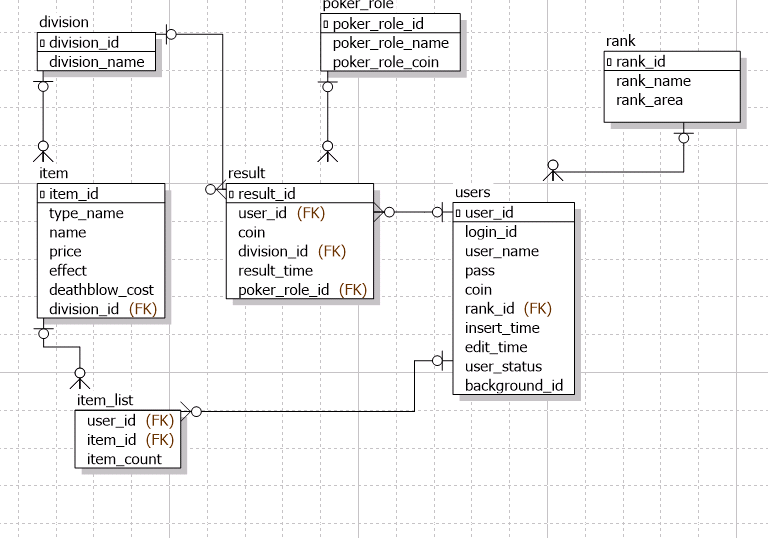 division
division_id
division_name
poker_role
poker_role_id
poker_role_name
poker_role_coin
rank
rank_id
rank_name
rank_area
item
item_id
type_name
name
price
effect
deathblow_cost
division_id (FK)
result
result_id
user_id (FK)
coin
division_id (FK)
result_time
poker_role_id (FK)
users
user_id
login_id
user_name
pass
coin
rank_id (FK)
insert_time
edit_time
user_status
background_id
item_list
user_id (FK)
item_id (FK)
item_count